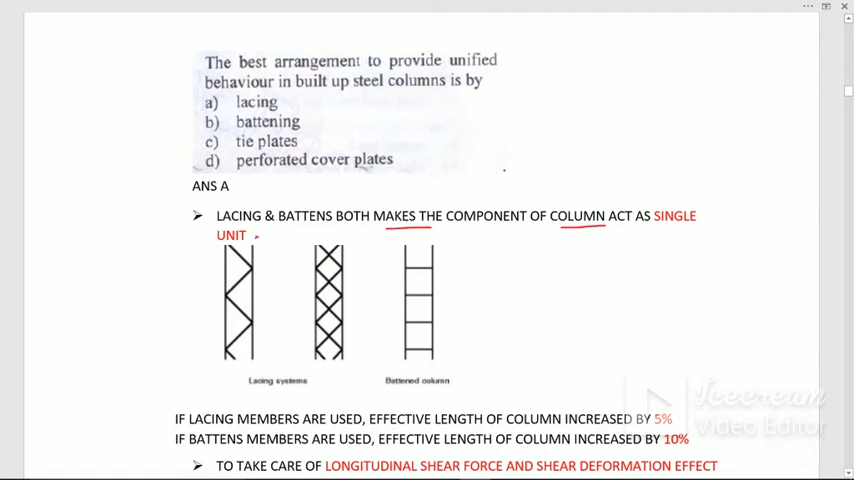 The best arrangement to provide unified
behaviour in built up steel columns is by
a) lacing
b) battening
c) tie plates
d) perforated cover plates
ANS A
➢ LACING & BATTENS BOTH MAKES THE COMPONENT OF COLUMN ACT AS SINGLE
UNIT
Lacing systems
Battened column
IF LACING MEMBERS ARE USED, EFFECTIVE LENGTH OF COLUMN INCREASED BY 5%
IF BATTENS MEMBERS ARE USED, EFFECTIVE LENGTH OF COLUMN INCREASED BY 10%
➢ TO TAKE CARE OF LONGITUDINAL SHEAR FORCE AND SHEAR DEFORMATION EFFECT
Icecream
Video Editor